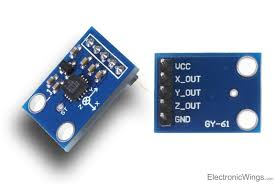 VCC
X_OUT
Y_OUT
Z_OUT
GND
GY-61
ElectronicWings.com